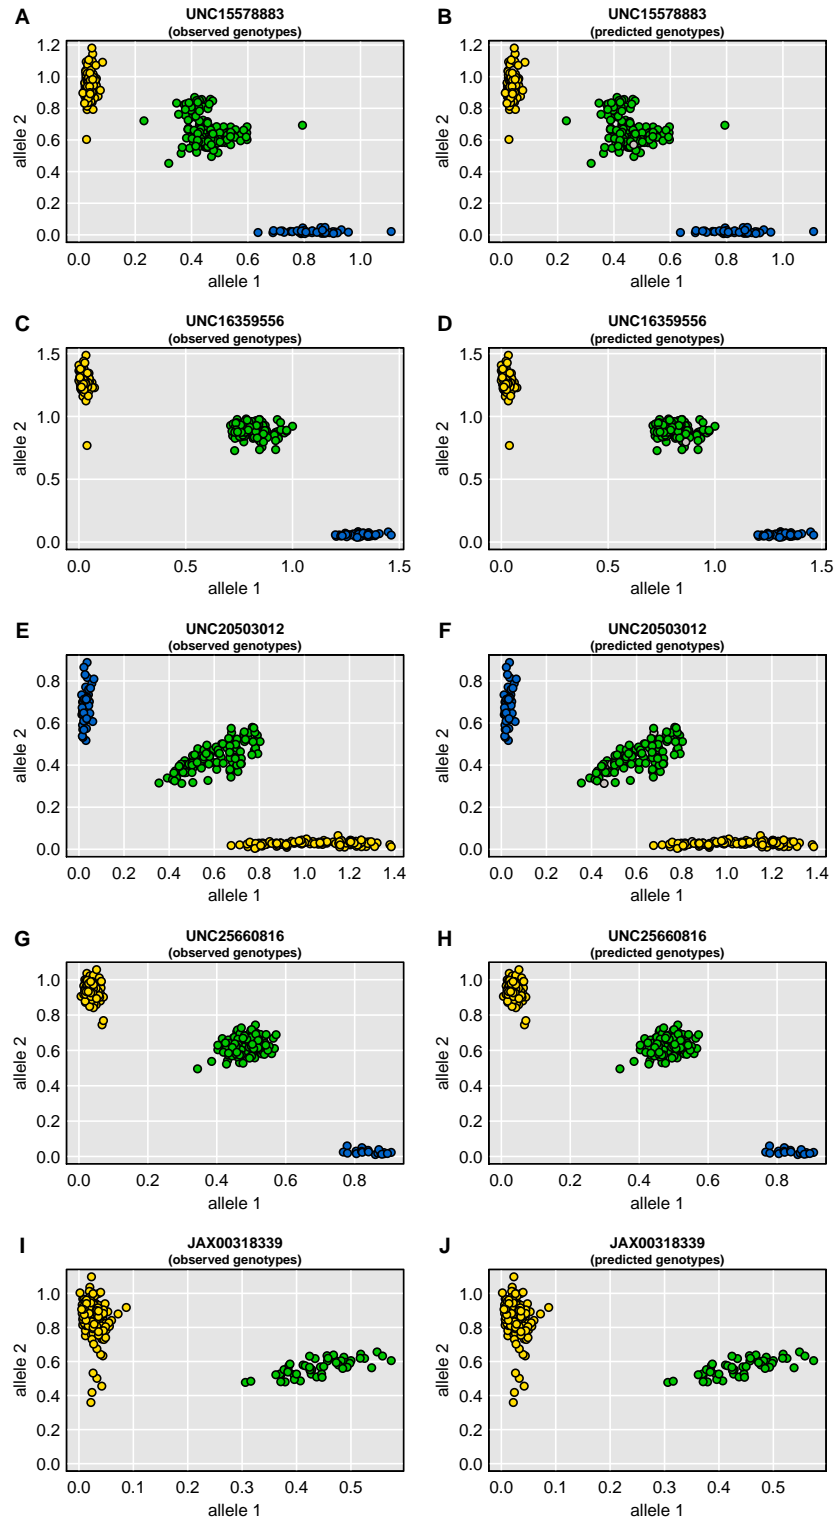 A
UNC15578883
(observed genotypes)
allele 2
1.2
1.0
0.8
0.6
0.4
0.2
0.0
0.0 0.2 0.4 0.6 0.8 1.0
allele 1
B
UNC15578883
(predicted genotypes)
allele 2
1.2
1.0
0.8
0.6
0.4
0.2
0.0
0.0 0.2 0.4 0.6 0.8 1.0
allele 1
C
UNC16359556
(observed genotypes)
allele 2
1.5
1.0
0.5
0.0
0.0 0.5 1.0 1.5
allele 1
D
UNC16359556
(predicted genotypes)
allele 2
1.5
1.0
0.5
0.0
0.0 0.5 1.0 1.5
allele 1
E
UNC20503012
(observed genotypes)
allele 2
0.8
0.6
0.4
0.2
0.0
0.0 0.2 0.4 0.6 0.8 1.0 1.2 1.4
allele 1
F
UNC20503012
(predicted genotypes)
allele 2
0.8
0.6
0.4
0.2
0.0
0.0 0.2 0.4 0.6 0.8 1.0 1.2 1.4
allele 1
G
UNC25660816
(observed genotypes)
allele 2
1.0
0.8
0.6
0.4
0.2
0.0
0.0 0.2 0.4 0.6 0.8
allele 1
H
UNC25660816
(predicted genotypes)
allele 2
1.0
0.8
0.6
0.4
0.2
0.0
0.0 0.2 0.4 0.6 0.8
allele 1
I
JAX00318339
(observed genotypes)
allele 2
1.0
0.8
0.6
0.4
0.2
0.0
0.0 0.1 0.2 0.3 0.4 0.5
allele 1
J
JAX00318339
(predicted genotypes)
allele 2
1.0
0.8
0.6
0.4
0.2
0.0
0.0 0.1 0.2 0.3 0.4 0.5
allele 1